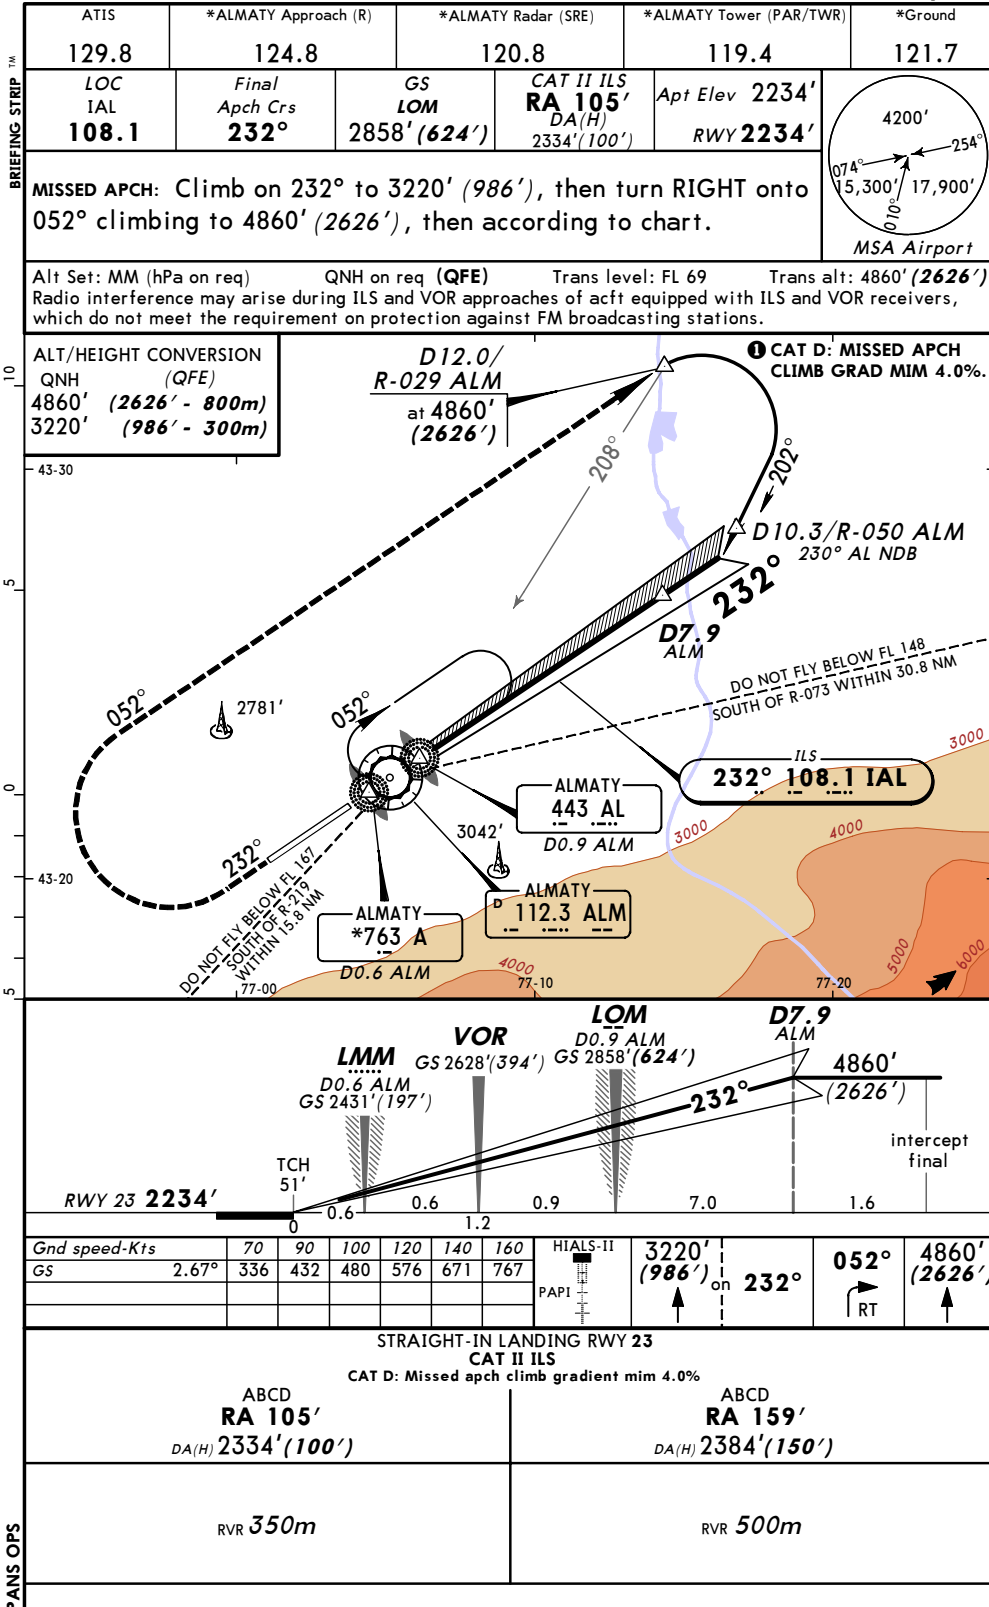 ATIS
129.8
*ALMATY Approach (R)
124.8
*ALMATY Radar (SRE)
120.8
*ALMATY Tower (PAR/TWR)
119.4
*Ground
121.7
BRIEFING STRIP TM
LOC
IAL
108.1
Final
Apch Crs
232°
GS
LOM
2858' (624')
CAT II ILS
RA 105'
DA(H)
2334'(100')
Apt Elev 2234'
RWY 2234'
4200'
074°
254°
15,300'
17,900'
010°
MSA Airport
MISSED APCH: Climb on 232° to 3220' (986'), then turn RIGHT onto
052° climbing to 4860' (2626'), then according to chart.
Alt Set: MM (hPa on req) QNH on req (QFE) Trans level: FL 69 Trans alt: 4860' (2626')
Radio interference may arise during ILS and VOR approaches of acft equipped with ILS and VOR receivers,
which do not meet the requirement on protection against FM broadcasting stations.
ALT/HEIGHT CONVERSION
QNH (QFE)
4860' (2626' - 800m)
3220' (986' - 300m)
D12.0/
R-029 ALM
at 4860'
(2626')
1 CAT D: MISSED APCH
CLIMB GRAD MIM 4.0%.
10
43-30
208°
202°
D10.3/R-050 ALM
230° AL NDB
5
232°
D7.9
ALM
DO NOT FLY BELOW FL 148
SOUTH OF R-073 WITHIN 30.8 NM
052°
2781'
052°
3000
ILS
232° 108.1 IAL
0
ALMATY
443 AL
D0.9 ALM
3042'
3000
4000
232°
43-20
ALMATY
D 112.3 ALM
ALMATY
*763 A
D0.6 ALM
DO NOT FLY BELOW FL 167
SOUTH OF R-219
WITHIN 15.8 NM
4000
5000
6000
5
77-00
77-10
77-20
LMM
D0.6 ALM
GS 2431'(197')
VOR
GS 2628'(394')
LOM
D0.9 ALM
GS 2858'(624')
D7.9
ALM
4860'
(2626')
232°
intercept
final
TCH
51'
RWY 23 2234'
0
0.6
0.6
1.2
0.9
7.0
1.6
Gnd speed-Kts 70 90 100 120 140 160
GS 2.67° 336 432 480 576 671 767
HIALS-II
PAPI
3220'
(986')
on 232°
052°
RT
4860'
(2626')
STRAIGHT-IN LANDING RWY 23
CAT II ILS
CAT D: Missed apch climb gradient mim 4.0%
ABCD
RA 105'
DA(H) 2334'(100')
ABCD
RA 159'
DA(H) 2384'(150')
RVR 350m
RVR 500m
PANS OPS